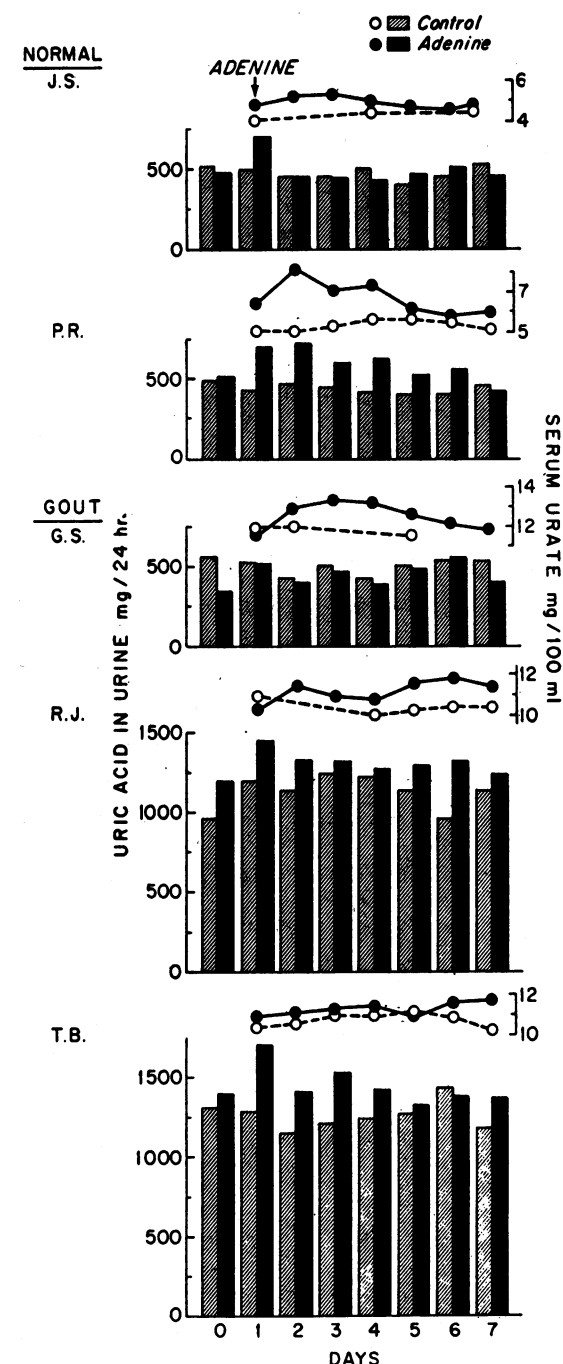 Control
Adenine
NORMAL
J.S.
ADENINE
6
4
500
0
P.R.
7
5
500
0
GOUT
G.S.
14
12
500
0
R.J.
12
10
1500
1000
500
0
T.B.
12
10
1500
1000
500
0
0 1 2 3 4 5 6 7
DAYS
URIC ACID IN URINE mg/24 hr.
SERUM URATE mg/100 ml